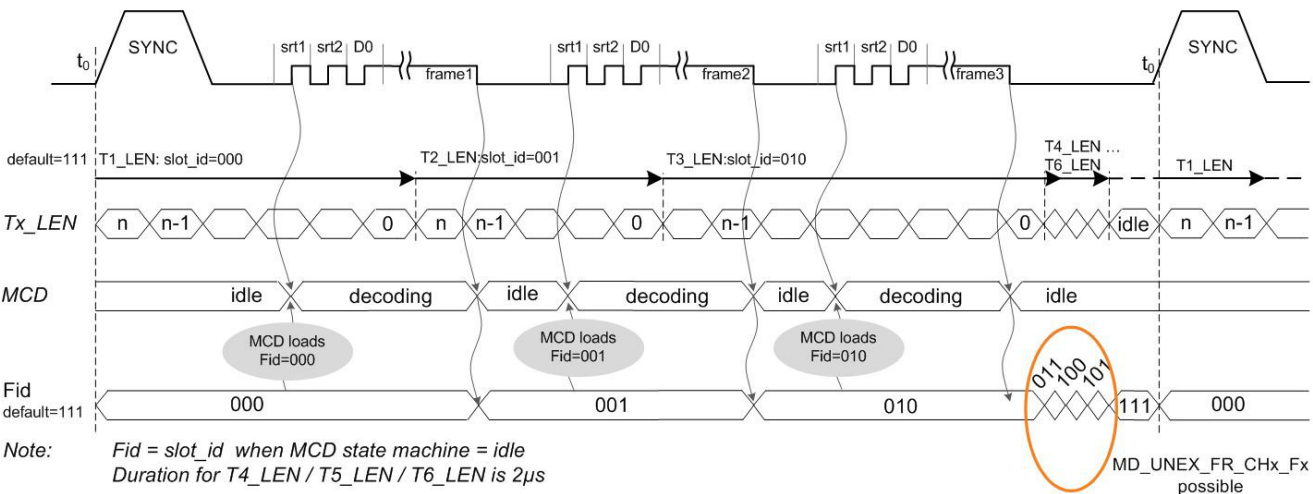 SYNC
srt1 srt2 D0
srt1 srt2 D0
srt1 srt2 D0
SYNC
t0
t0
frame1
frame2
frame3
default=111
T1_LEN: slot_id=000
T2_LEN:slot_id=001
T3_LEN:slot_id=010
T4_LEN ...
T6_LEN
T1_LEN
Tx_LEN
n n-1 0 n n-1 0 n-1 0 idle n n-1
MCD
idle decoding idle decoding idle decoding idle
MCD loads
Fid=000
MCD loads
Fid=001
MCD loads
Fid=010
011 100 101
Fid
default=111
000 001 010 111 000
Note: Fid = slot_id when MCD state machine = idle
Duration for T4_LEN / T5_LEN / T6_LEN is 2µs
MD_UNEX_FR_CHx_Fx
possible